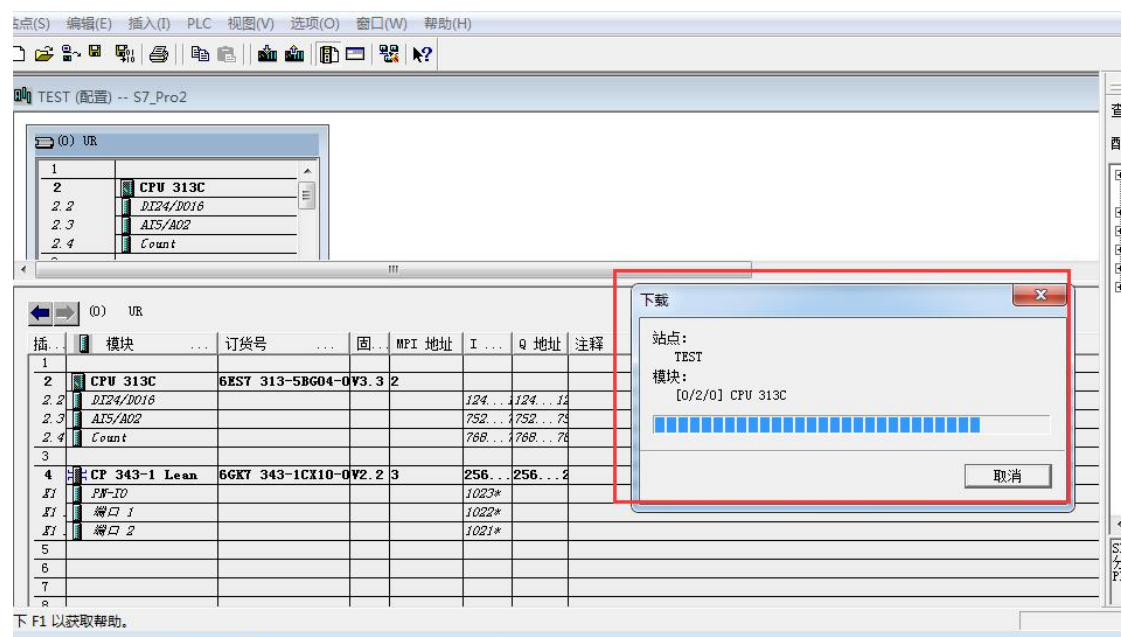 站点(S) 编辑(E) 插入(I) PLC 视图(V) 选项(O) 窗口(W) 帮助(H)
TEST (配置) -- S7_Pro2
(0) UR
1
2 CPU 313C
2.2 DI24/DO16
2.3 AI5/AO2
2.4 Count
(0) UR
插... 模块 ... 订货号 ... 固... MPI 地址 I ... Q 地址 注释
1
2 CPU 313C 6ES7 313-5BG04-0 V3.3 2
2.2 DI24/DO16 124... 124... 12
2.3 AI5/AO2 752... 752... 75
2.4 Count 768... 768... 76
3
4 CP 343-1 Lean 6GK7 343-1CX10-0 V2.2 3 256... 256...2
X1 PN-IO 1023*
X1 . 端口 1 1022*
X1 . 端口 2 1021*
5
6
7
8
下载
站点:
TEST
模块:
[0/2/0] CPU 313C
取消
下 F1 以获取帮助。
查